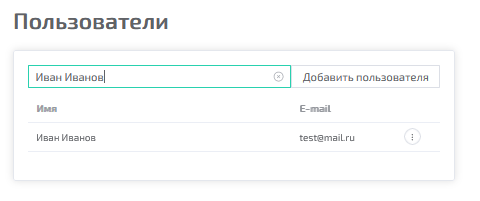 Пользователи
Иван Иванов Добавить пользователя
Имя E-mail
Иван Иванов test@mail.ru